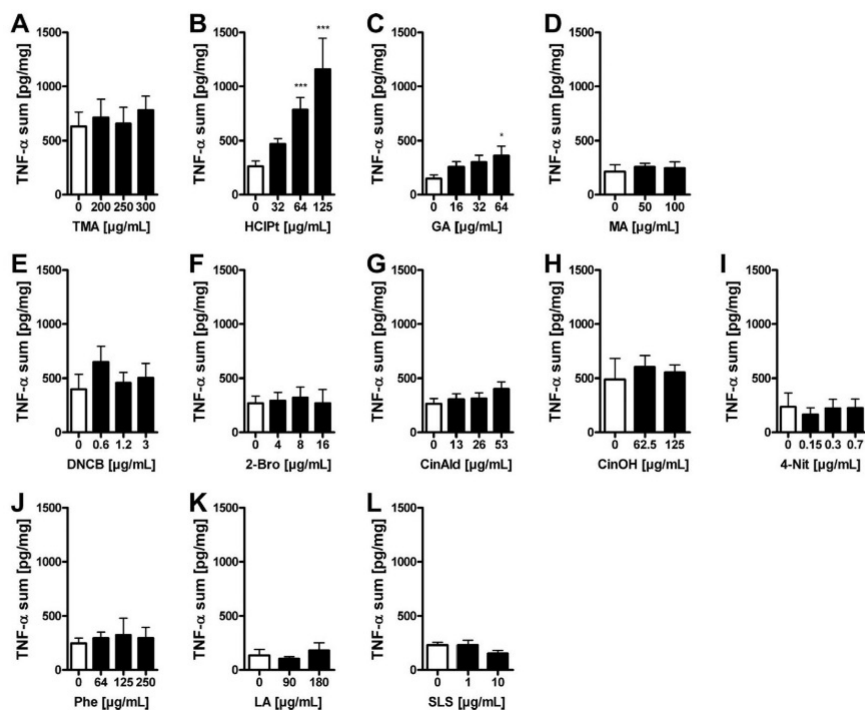 A
TNF-α sum [pg/mg]
1500
1000
500
0
0 200 250 300
TMA [µg/mL]
B
TNF-α sum [pg/mg]
1500
1000
500
0
***
***
0 32 64 125
HClPt [µg/mL]
C
TNF-α sum [pg/mg]
1500
1000
500
0
*
0 16 32 64
GA [µg/mL]
D
TNF-α sum [pg/mg]
1500
1000
500
0
0 50 100
MA [µg/mL]
E
TNF-α sum [pg/mg]
1500
1000
500
0
0 0.6 1.2 3
DNCB [µg/mL]
F
TNF-α sum [pg/mg]
1500
1000
500
0
0 4 8 16
2-Bro [µg/mL]
G
TNF-α sum [pg/mg]
1500
1000
500
0
0 13 26 53
CinAld [µg/mL]
H
TNF-α sum [pg/mg]
1500
1000
500
0
0 62.5 125
CinOH [µg/mL]
I
TNF-α sum [pg/mg]
1500
1000
500
0
0 0.15 0.3 0.7
4-Nit [µg/mL]
J
TNF-α sum [pg/mg]
1500
1000
500
0
0 64 125 250
Phe [µg/mL]
K
TNF-α sum [pg/mg]
1500
1000
500
0
0 90 180
LA [µg/mL]
L
TNF-α sum [pg/mg]
1500
1000
500
0
0 1 10
SLS [µg/mL]